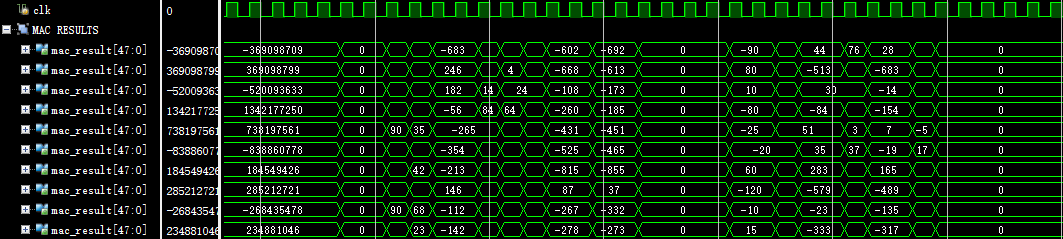 clk 0
MAC RESULTS
mac_result[47:0] -36909870 -369098709 0 -683 -602 -692 0 -90 44 76 28 0
mac_result[47:0] 369098799 369098799 0 246 4 -668 -613 0 80 -513 -683 0
mac_result[47:0] -52009363 -520093633 0 182 14 24 -108 -173 0 10 30 -14 0
mac_result[47:0] 134217725 1342177250 0 -56 84 64 -260 -185 0 -80 -84 -154 0
mac_result[47:0] 738197561 738197561 0 90 35 -265 -431 -451 0 -25 51 3 7 -5 0
mac_result[47:0] -83886077 -838860778 0 -354 -525 -465 0 -20 35 37 -19 17 0
mac_result[47:0] 184549426 184549426 0 42 -213 -815 -855 0 60 283 165 0
mac_result[47:0] 285212721 285212721 0 146 87 37 0 -120 -579 -489 0
mac_result[47:0] -26843547 -268435478 0 90 68 -112 -267 -332 0 -10 -23 -135 0
mac_result[47:0] 234881046 234881046 0 23 -142 -278 -273 0 15 -333 -317 0